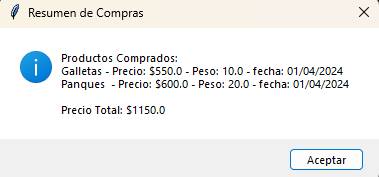 Resumen de Compras
Productos Comprados:
Galletas - Precio: $550.0 - Peso: 10.0 - fecha: 01/04/2024
Panques  - Precio: $600.0 - Peso: 20.0 - fecha: 01/04/2024
Precio Total: $1150.0
Aceptar